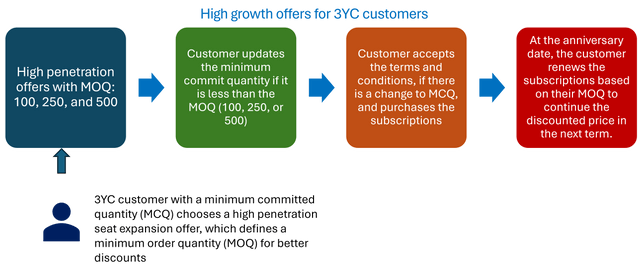 High growth offers for 3YC customers
High penetration
offers with MOQ:
100, 250, and 500
Customer updates
the minimum
commit quantity if it
is less than the
MOQ (100, 250, or
500)
Customer accepts
the terms and
conditions, if there
is a change to MCQ,
and purchases the
subscriptions
At the anniversary
date, the customer
renews the
subscriptions based
on their MOQ to
continue the
discounted price in
the next term.
3YC customer with a minimum committed
quantity (MCQ) chooses a high penetration
seat expansion offer, which defines a
minimum order quantity (MOQ) for better
discounts